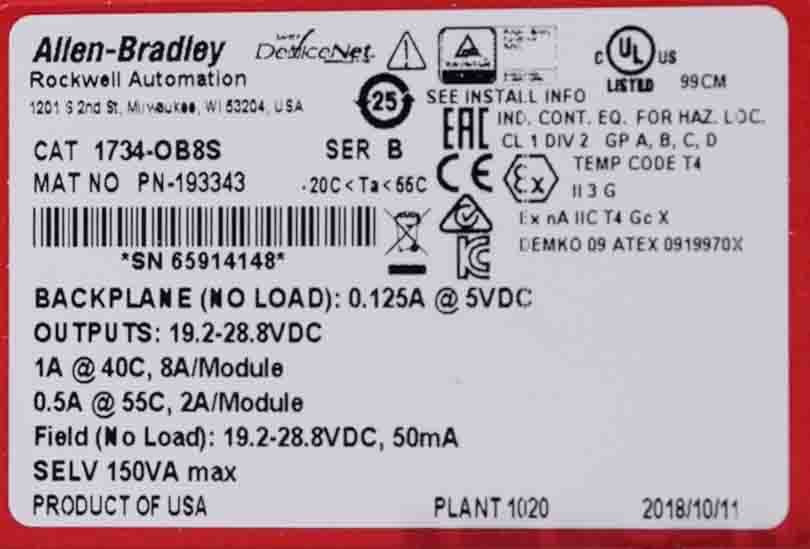 Allen-Bradley
DeviceNet
Rockwell Automation
1201 S 2nd St, Milwaukee, WI 53204, USA
25
SEE INSTALL INFO
C UL US
LISTED 99CM
EAC
IND. CONT. EQ. FOR HAZ. LOC.
CL 1 DIV 2 GP A, B, C, D
TEMP CODE T4
CAT 1734-OB8S SER B
MAT NO PN-193343 -20C<Ta<55C
CE
Ex
II 3 G
Ex nA IIC T4 Gc X
DEMKO 09 ATEX 0919970X
*SN 65914148*
BACKPLANE (NO LOAD): 0.125A @ 5VDC
OUTPUTS: 19.2-28.8VDC
1A @ 40C, 8A/Module
0.5A @ 55C, 2A/Module
Field (No Load): 19.2-28.8VDC, 50mA
SELV 150VA max
PRODUCT OF USA PLANT 1020 2018/10/11